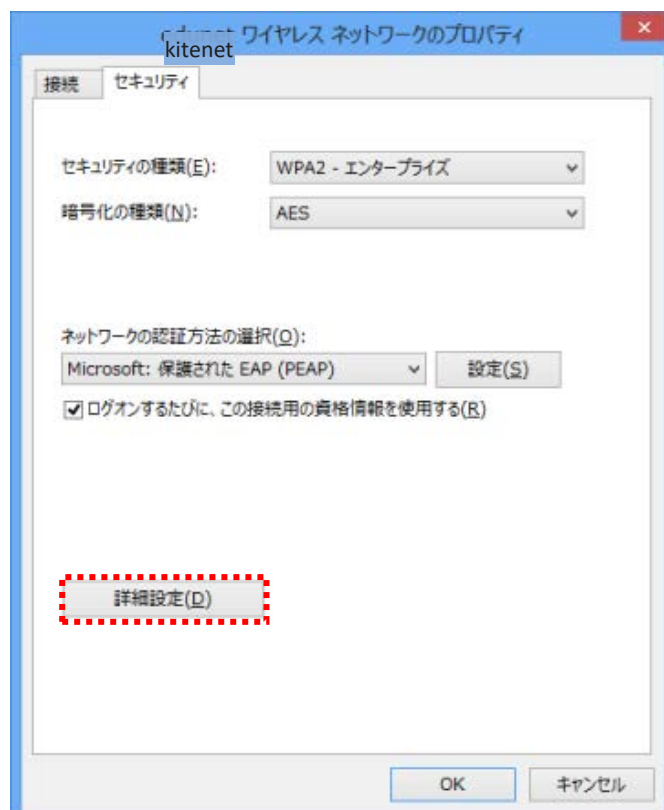 kitenet ワイヤレス ネットワークのプロパティ
接続 セキュリティ
セキュリティの種類(E): WPA2 - エンタープライズ
暗号化の種類(N): AES
ネットワークの認証方法の選択(O):
Microsoft: 保護された EAP (PEAP) 設定(S)
ログオンするたびに、この接続用の資格情報を使用する(R)
詳細設定(D)
OK キャンセル